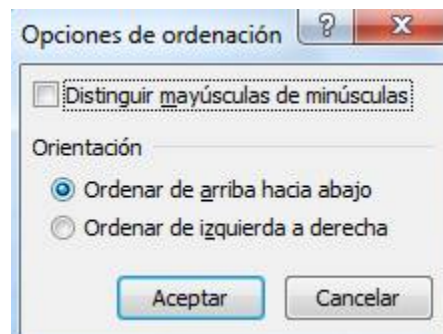 Opciones de ordenación
Distinguir mayúsculas de minúsculas
Orientación
Ordenar de arriba hacia abajo
Ordenar de izquierda a derecha
Aceptar Cancelar